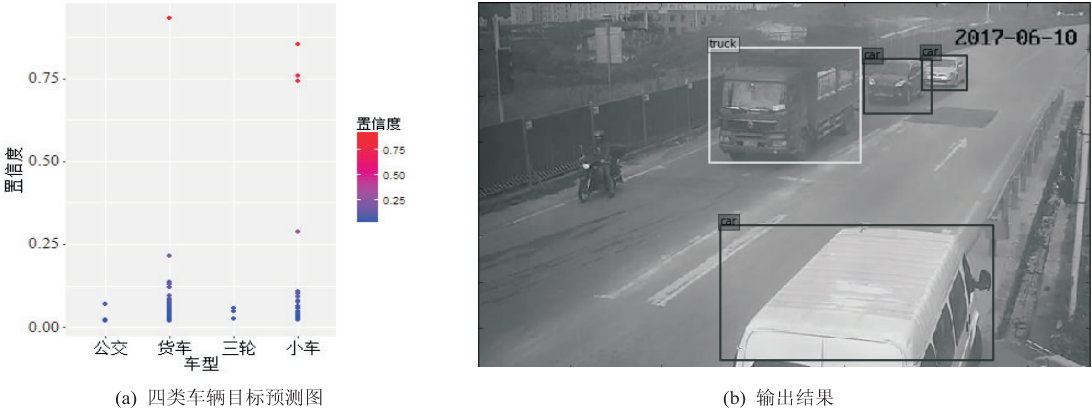 置信度
0.75
0.50
0.25
0.00
公交 货车 三轮 小车
车型
置信度
0.75
0.50
0.25
(a) 四类车辆目标预测图
truck
car
car
2017-06-10
car
(b) 输出结果